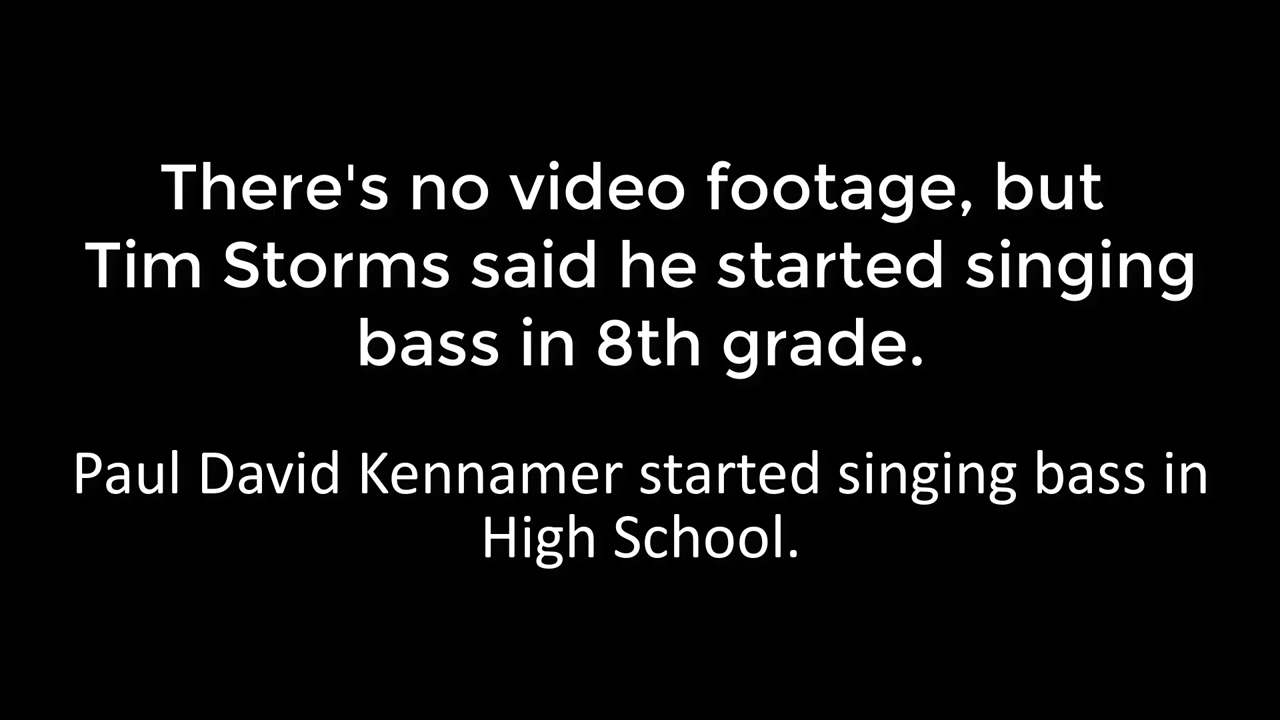 There's no video footage, but
Tim Storms said he started singing
bass in 8th grade.
Paul David Kennamer started singing bass in
High School.